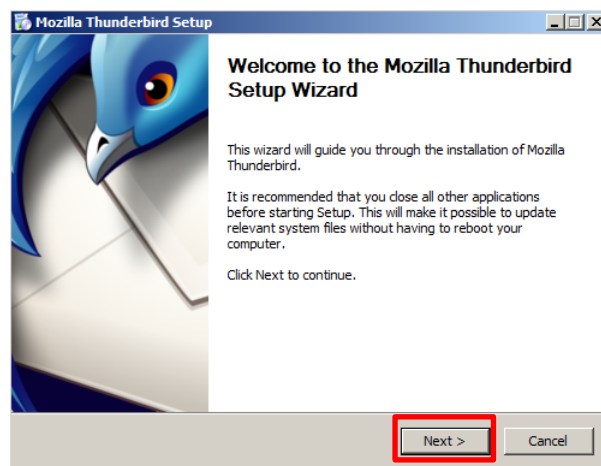 Mozilla Thunderbird Setup
Welcome to the Mozilla Thunderbird
Setup Wizard
This wizard will guide you through the installation of Mozilla
Thunderbird.
It is recommended that you close all other applications
before starting Setup. This will make it possible to update
relevant system files without having to reboot your
computer.
Click Next to continue.
Next >
Cancel